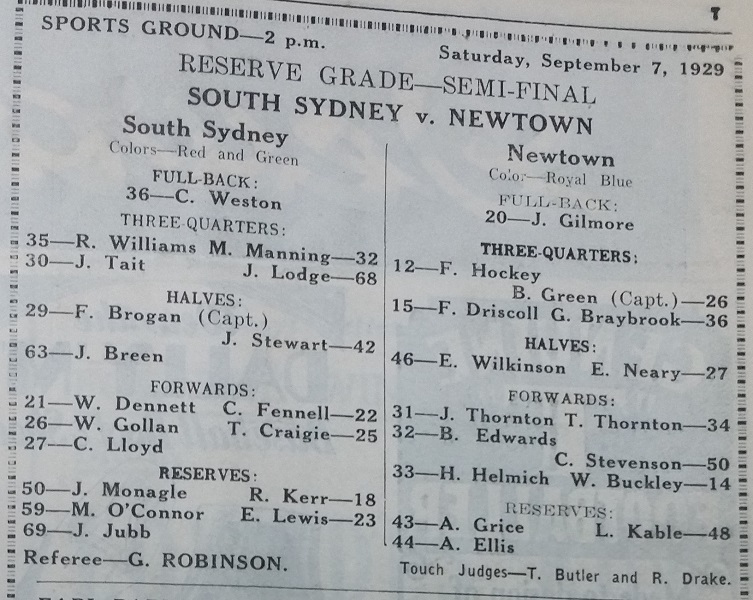 7
SPORTS GROUND—2 p.m.
Saturday, September 7, 1929
RESERVE GRADE—SEMI-FINAL
SOUTH SYDNEY v. NEWTOWN
South Sydney
Colors—Red and Green
FULL-BACK:
36—C. Weston
THREE-QUARTERS:
35—R. Williams M. Manning—32
30—J. Tait J. Lodge—68
HALVES:
29—F. Brogan (Capt.)
J. Stewart—42
63—J. Breen
FORWARDS:
21—W. Dennett C. Fennell—22
26—W. Gollan T. Craigie—25
27—C. Lloyd
RESERVES:
50—J. Monagle R. Kerr—18
59—M. O'Connor E. Lewis—23
69—J. Jubb
Referee—G. ROBINSON.
Newtown
Color—Royal Blue
FULL-BACK:
20—J. Gilmore
THREE-QUARTERS:
12—F. Hockey
B. Green (Capt.)—26
15—F. Driscoll G. Braybrook—36
HALVES:
46—E. Wilkinson E. Neary—27
FORWARDS:
31—J. Thornton T. Thornton—34
32—B. Edwards
C. Stevenson—50
33—H. Helmich W. Buckley—14
RESERVES:
43—A. Grice L. Kable—48
44—A. Ellis
Touch Judges—T. Butler and R. Drake.